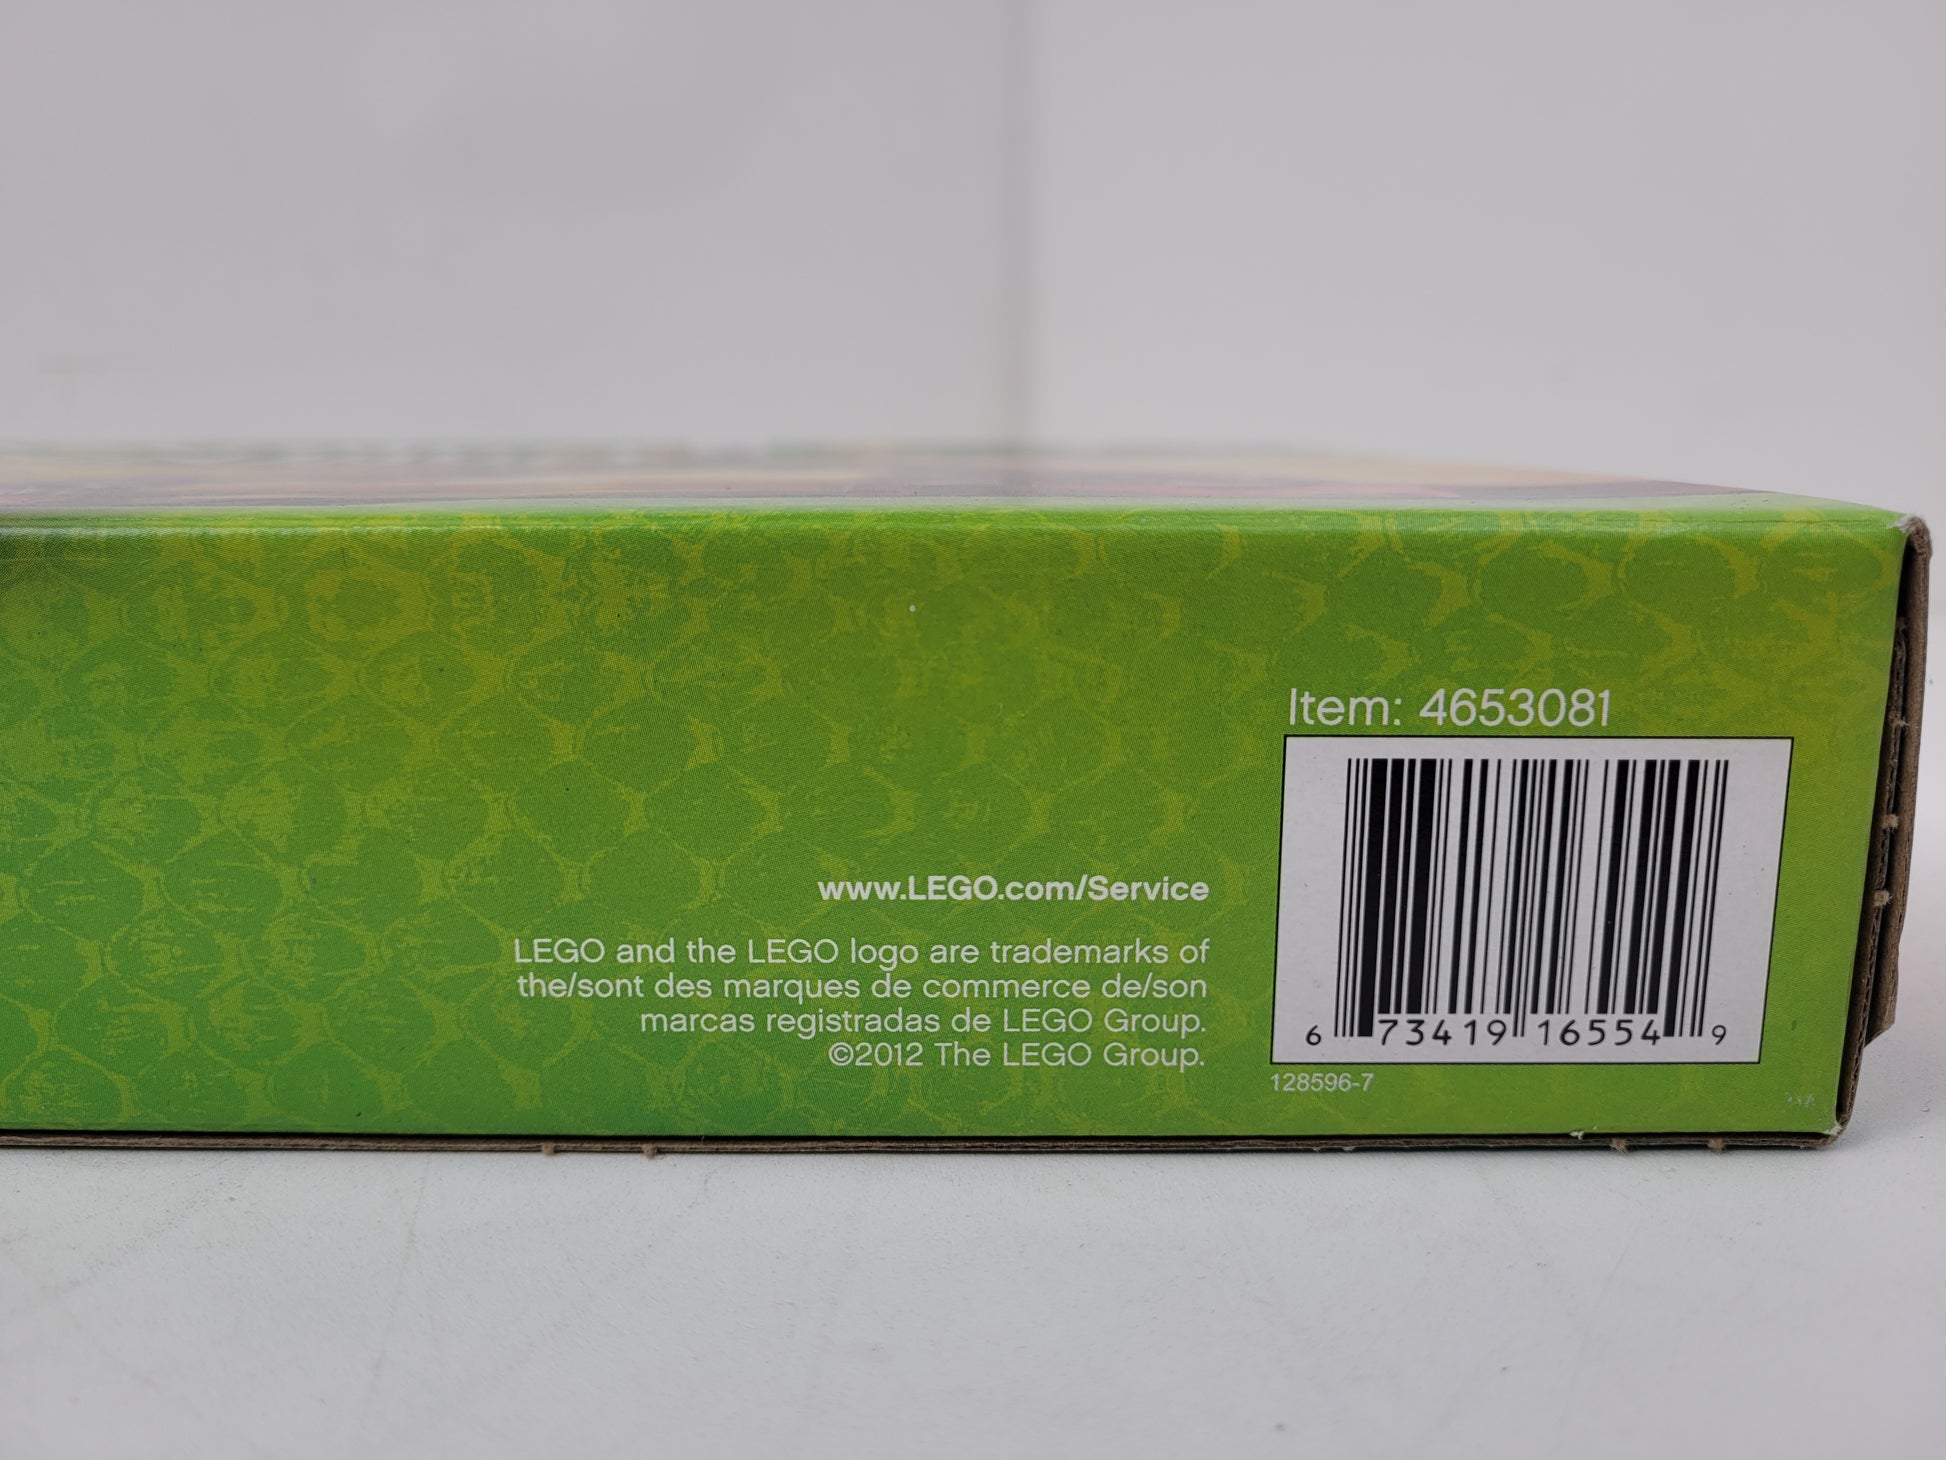 Item: 4653081
www.LEGO.com/Service
LEGO and the LEGO logo are trademarks of
the/sont des marques de commerce de/son
marcas registradas de LEGO Group.
©2012 The LEGO Group.
6 73419 16554 9
128596-7